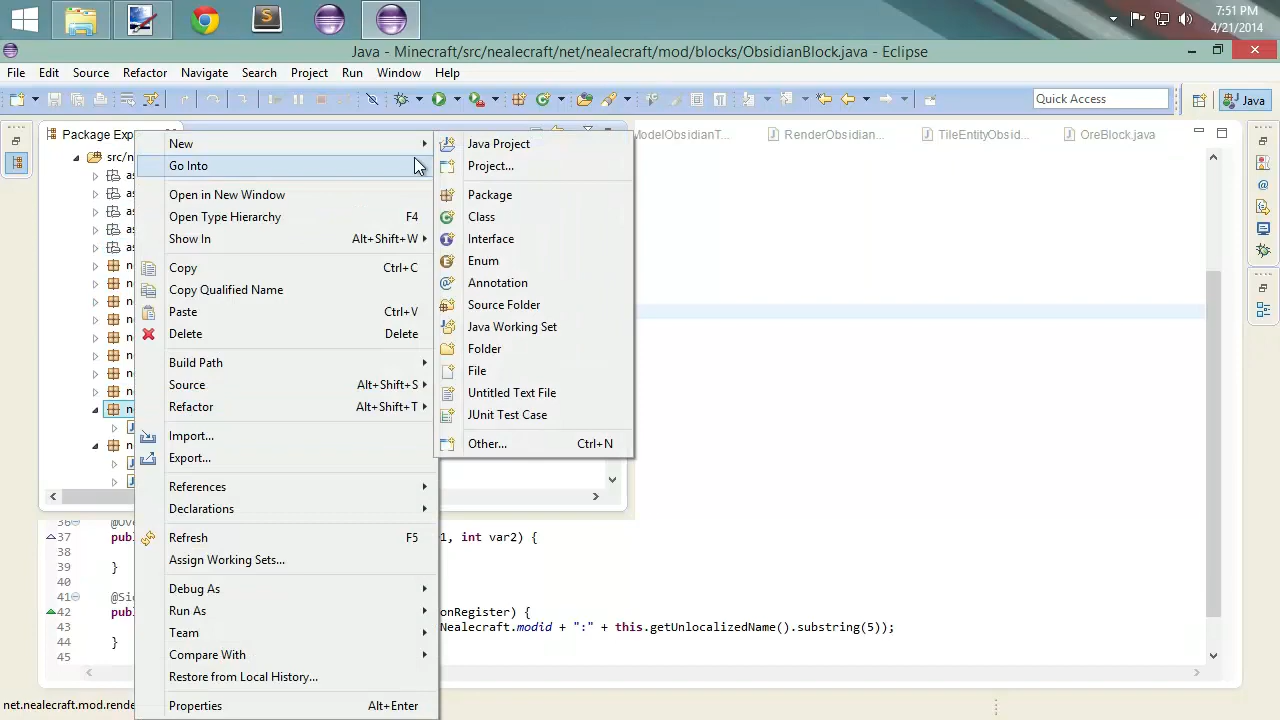 7:51 PM
4/21/2014
Java - Minecraft/src/nealecraft/net/nealecraft/mod/blocks/ObsidianBlock.java - Eclipse
File Edit Source Refactor Navigate Search Project Run Window Help
Quick Access
Java
Package Exp
ModelObsidianT...
RenderObsidian...
TileEntityObsid...
OreBlock.java
src/n
New
Go Into
Open in New Window
Open Type Hierarchy F4
Show In Alt+Shift+W
Copy Ctrl+C
Copy Qualified Name
Paste Ctrl+V
Delete Delete
Build Path
Source Alt+Shift+S
Refactor Alt+Shift+T
Import...
Export...
References
Declarations
Refresh F5
Assign Working Sets...
Debug As
Run As
Team
Compare With
Restore from Local History...
Properties Alt+Enter
Java Project
Project...
Package
Class
Interface
Enum
Annotation
Source Folder
Java Working Set
Folder
File
Untitled Text File
JUnit Test Case
Other... Ctrl+N
36 @Ov
37 pub 1, int var2) {
38
39 }
40
41 @Si
42 pub onRegister) {
43 Nealecraft.modid + ":" + this.getUnlocalizedName().substring(5));
44 }
45
net.nealecraft.mod.rende